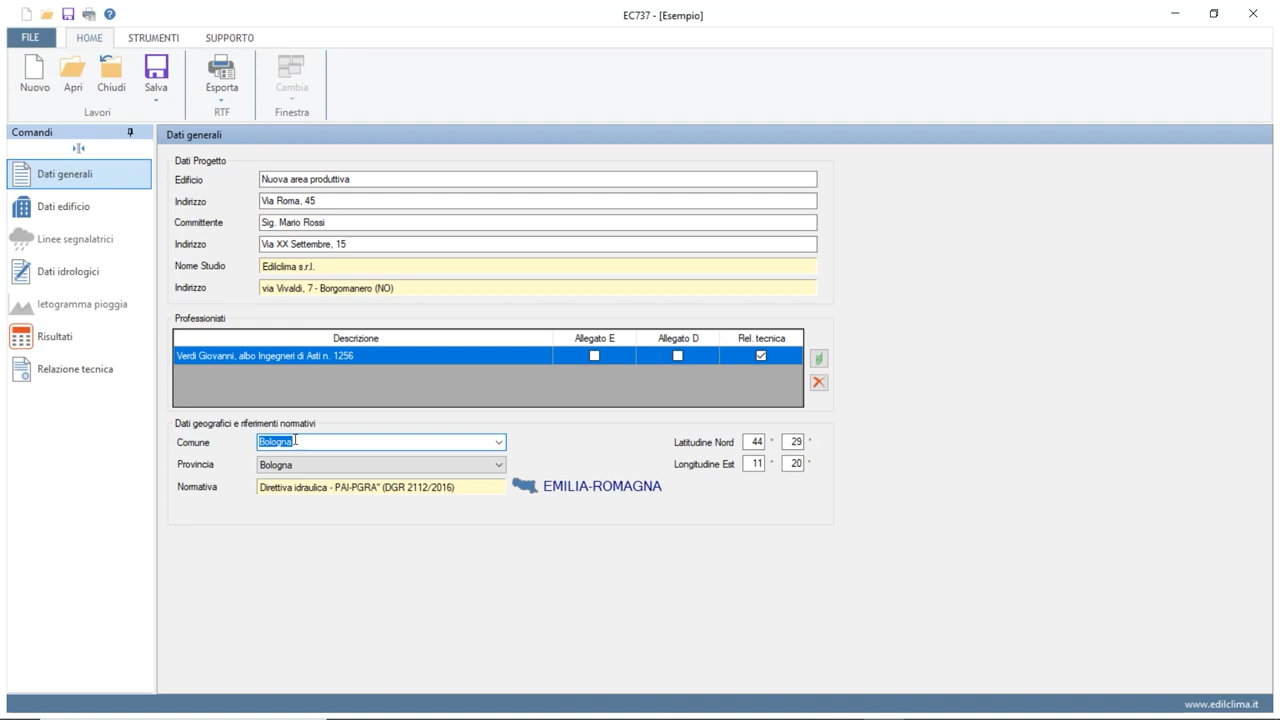 EC737 - [Esempio]
FILE HOME STRUMENTI SUPPORTO
Nuovo Apri Chiudi Salva Esporta Cambia
Lavori RTF Finestra
Comandi
Dati generali
Dati edificio
Linee segnalatrici
Dati idrologici
Ietogramma pioggia
Risultati
Relazione tecnica
Dati generali
Dati Progetto
Edificio Nuova area produttiva
Indirizzo Via Roma, 45
Committente Sig. Mario Rossi
Indirizzo Via XX Settembre, 15
Nome Studio Edilclima s.r.l.
Indirizzo via Vivaldi, 7 - Borgomanero (NO)
Professionisti
Descrizione Allegato E Allegato D Rel. tecnica
Verdi Giovanni, albo Ingegneri di Asti n. 1256
Dati geografici e riferimenti normativi
Comune Bologna Latitudine Nord 44 ° 29 '
Provincia Bologna Longitudine Est 11 ° 20 '
Normativa Direttiva idraulica - PAI-PGRA" (DGR 2112/2016) EMILIA-ROMAGNA
www.edilclima.it